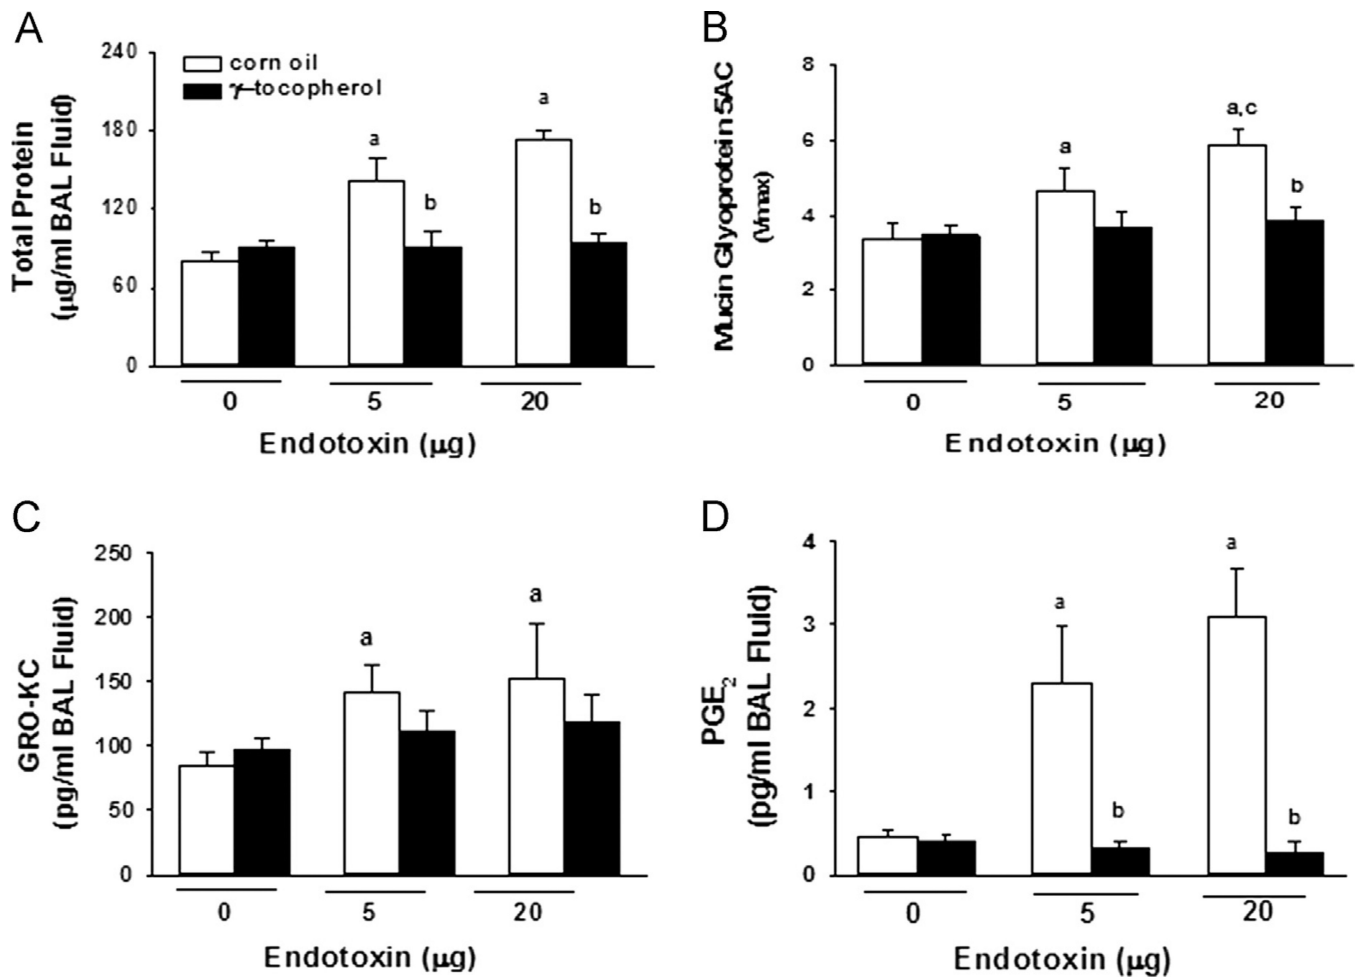 A
240
180
120
60
0
Total Protein
(µg/ml BAL Fluid)
corn oil
γ–tocopherol
a
b
a
b
0
5
20
Endotoxin (µg)
B
8
6
4
2
0
Mucin Glyoprotein 5AC
(Vmax)
a
a,c
b
0
5
20
Endotoxin (µg)
C
250
200
150
100
50
0
GRO-KC
(pg/ml BAL Fluid)
a
a
0
5
20
Endotoxin (µg)
D
4
3
2
1
0
PGE2
(pg/ml BAL Fluid)
a
b
a
b
0
5
20
Endotoxin (µg)